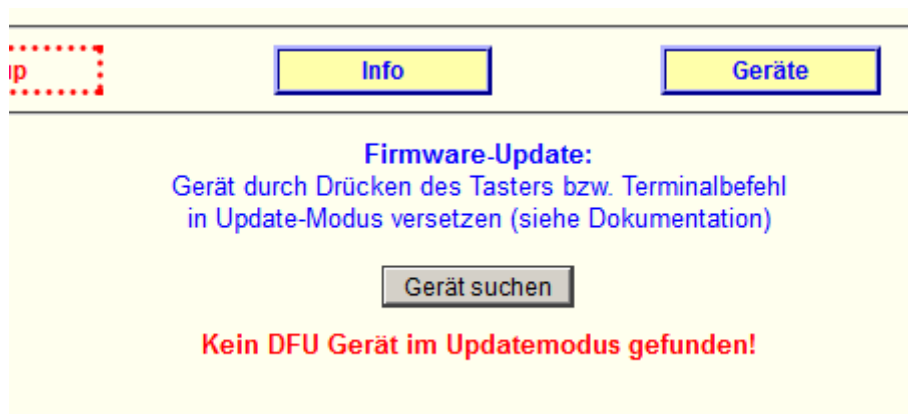 Info
Geräte
Firmware-Update:
Gerät durch Drücken des Tasters bzw. Terminalbefehl
in Update-Modus versetzen (siehe Dokumentation)
Gerät suchen
Kein DFU Gerät im Updatemodus gefunden!